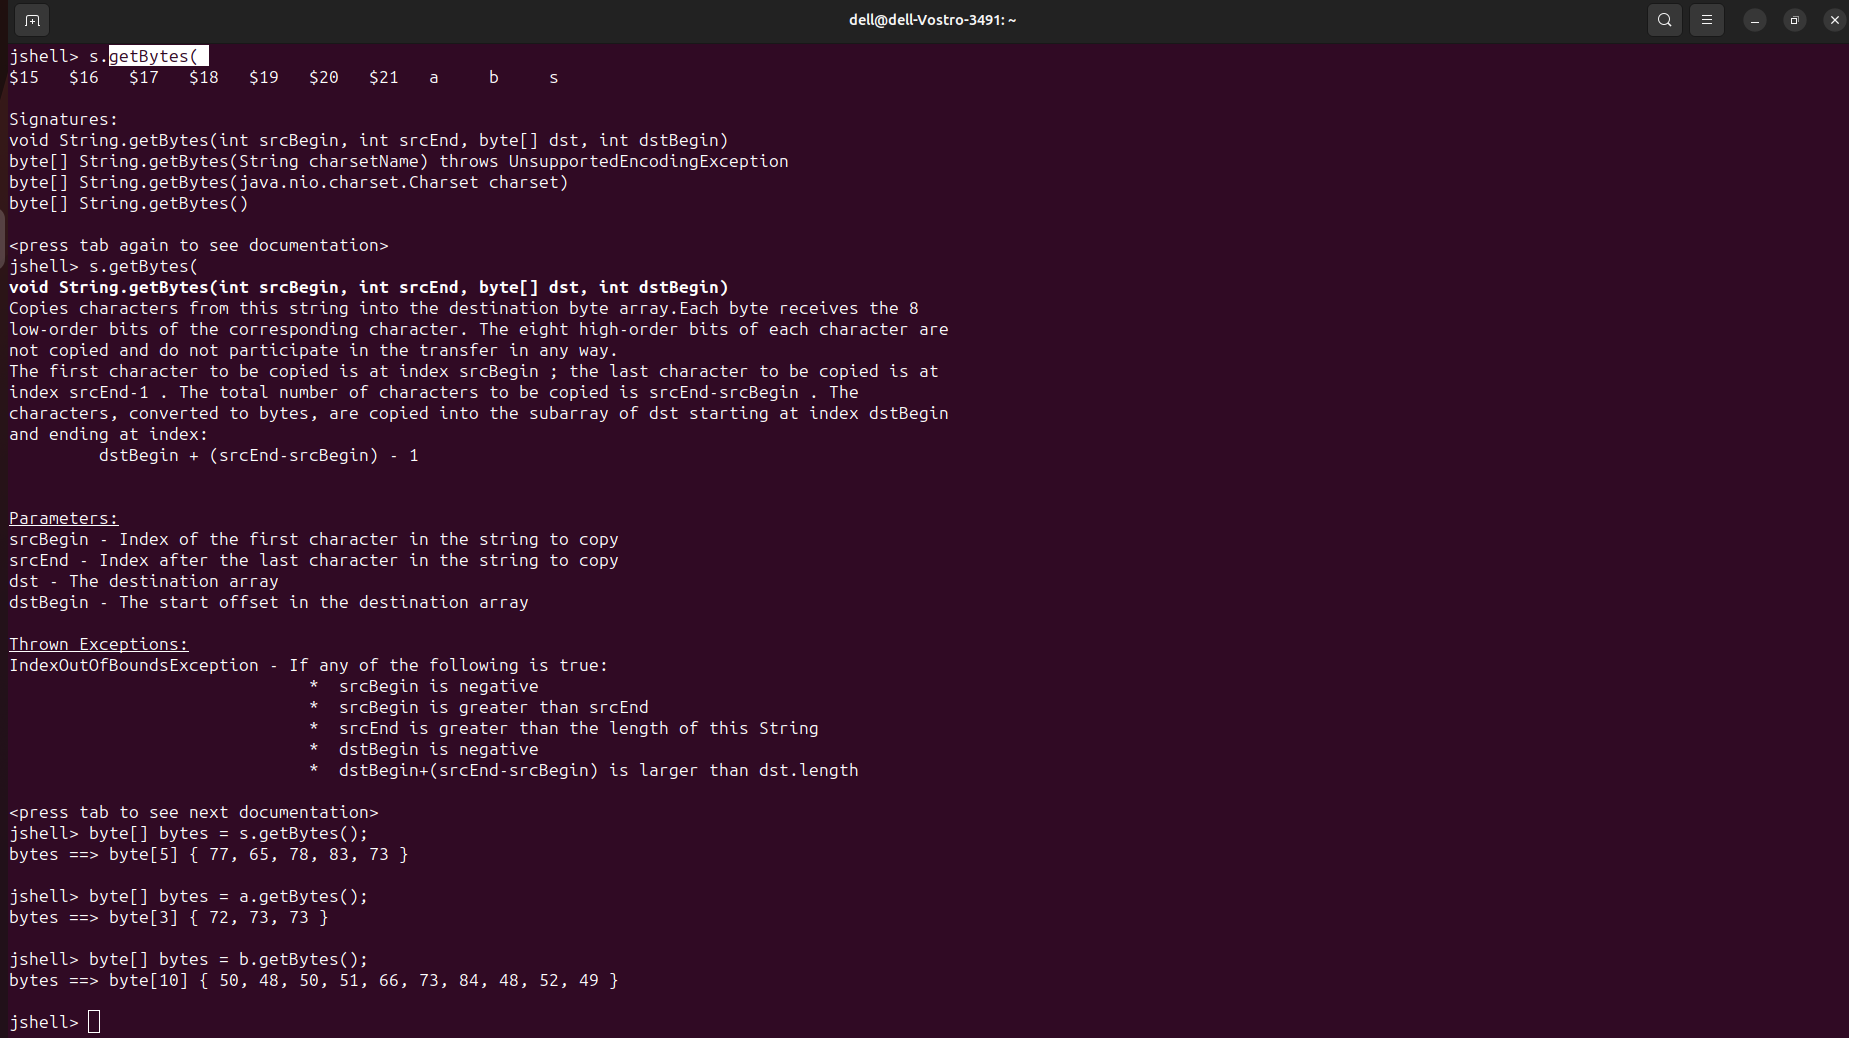 dell@dell-Vostro-3491: ~
jshell> s.getBytes(
$15   $16   $17   $18   $19   $20   $21   a     b     s

Signatures:
void String.getBytes(int srcBegin, int srcEnd, byte[] dst, int dstBegin)
byte[] String.getBytes(String charsetName) throws UnsupportedEncodingException
byte[] String.getBytes(java.nio.charset.Charset charset)
byte[] String.getBytes()

<press tab again to see documentation>
jshell> s.getBytes(
void String.getBytes(int srcBegin, int srcEnd, byte[] dst, int dstBegin)
Copies characters from this string into the destination byte array.Each byte receives the 8
low-order bits of the corresponding character. The eight high-order bits of each character are
not copied and do not participate in the transfer in any way.
The first character to be copied is at index srcBegin ; the last character to be copied is at
index srcEnd-1 . The total number of characters to be copied is srcEnd-srcBegin . The
characters, converted to bytes, are copied into the subarray of dst starting at index dstBegin
and ending at index:
         dstBegin + (srcEnd-srcBegin) - 1

Parameters:
srcBegin - Index of the first character in the string to copy
srcEnd - Index after the last character in the string to copy
dst - The destination array
dstBegin - The start offset in the destination array

Thrown Exceptions:
IndexOutOfBoundsException - If any of the following is true:
                              *  srcBegin is negative
                              *  srcBegin is greater than srcEnd
                              *  srcEnd is greater than the length of this String
                              *  dstBegin is negative
                              *  dstBegin+(srcEnd-srcBegin) is larger than dst.length

<press tab to see next documentation>
jshell> byte[] bytes = s.getBytes();
bytes ==> byte[5] { 77, 65, 78, 83, 73 }

jshell> byte[] bytes = a.getBytes();
bytes ==> byte[3] { 72, 73, 73 }

jshell> byte[] bytes = b.getBytes();
bytes ==> byte[10] { 50, 48, 50, 51, 66, 73, 84, 48, 52, 49 }

jshell>